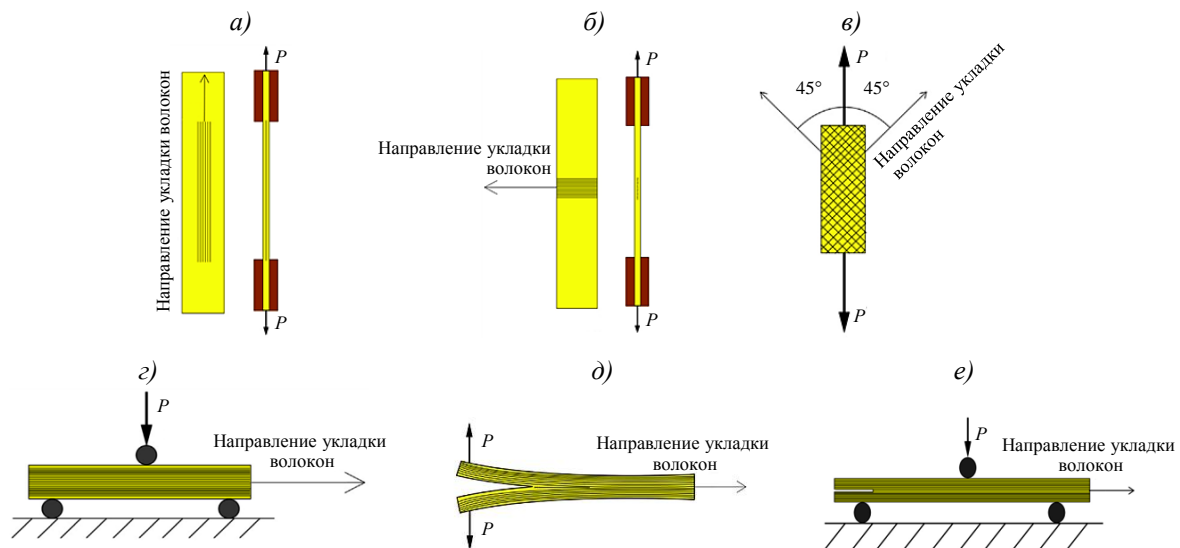 а)
б)
в)
P
P
P
Направление укладки волокон
45°
45°
Направление укладки
волокон
Направление укладки
волокон
P
P
P
г)
д)
е)
P
P
P
Направление укладки
волокон
Направление укладки
волокон
Направление укладки
волокон
P